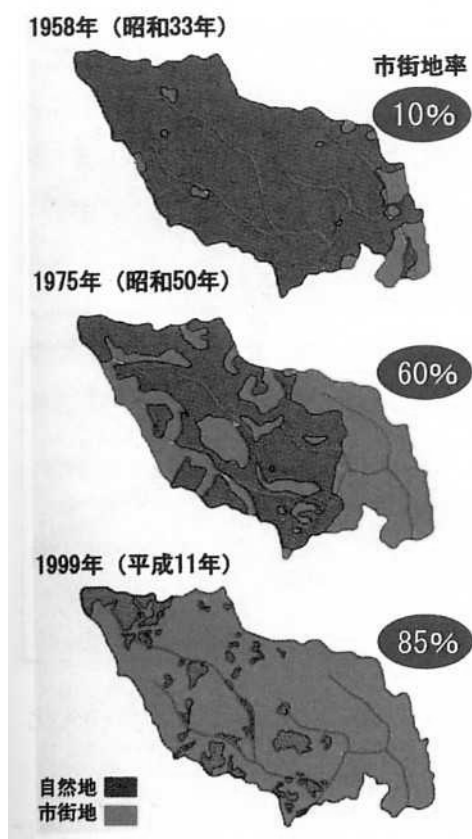 1958年（昭和33年）
市街地率
10%
1975年（昭和50年）
60%
1999年（平成11年）
85%
自然地
市街地